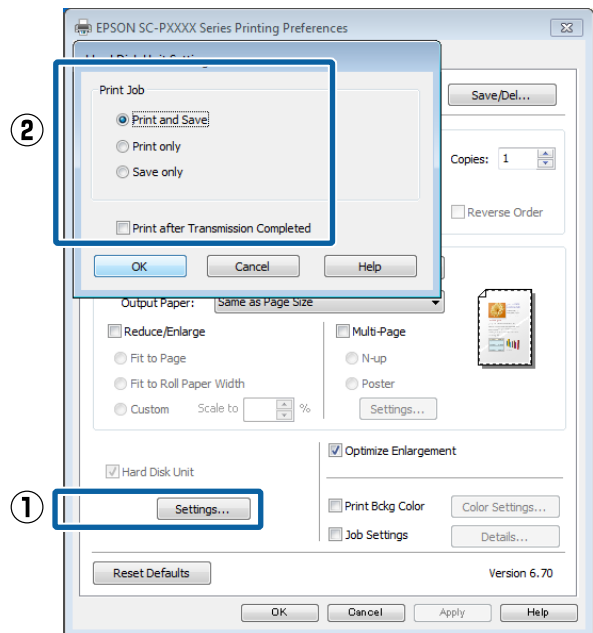 EPSON SC-PXXXX Series Printing Preferences
Print Job
Save/Del...
②
Print and Save
Print only
Copies: 1
Save only
Reverse Order
Print after Transmission Completed
OK Cancel Help
Output Paper: Same as Page Size
Reduce/Enlarge Multi-Page
Fit to Page N-up
Fit to Roll Paper Width Poster
Custom Scale to % Settings...
Optimize Enlargement
Hard Disk Unit
① Settings... Print Bckg Color Color Settings...
Job Settings Details...
Reset Defaults Version 6.70
OK Cancel Apply Help